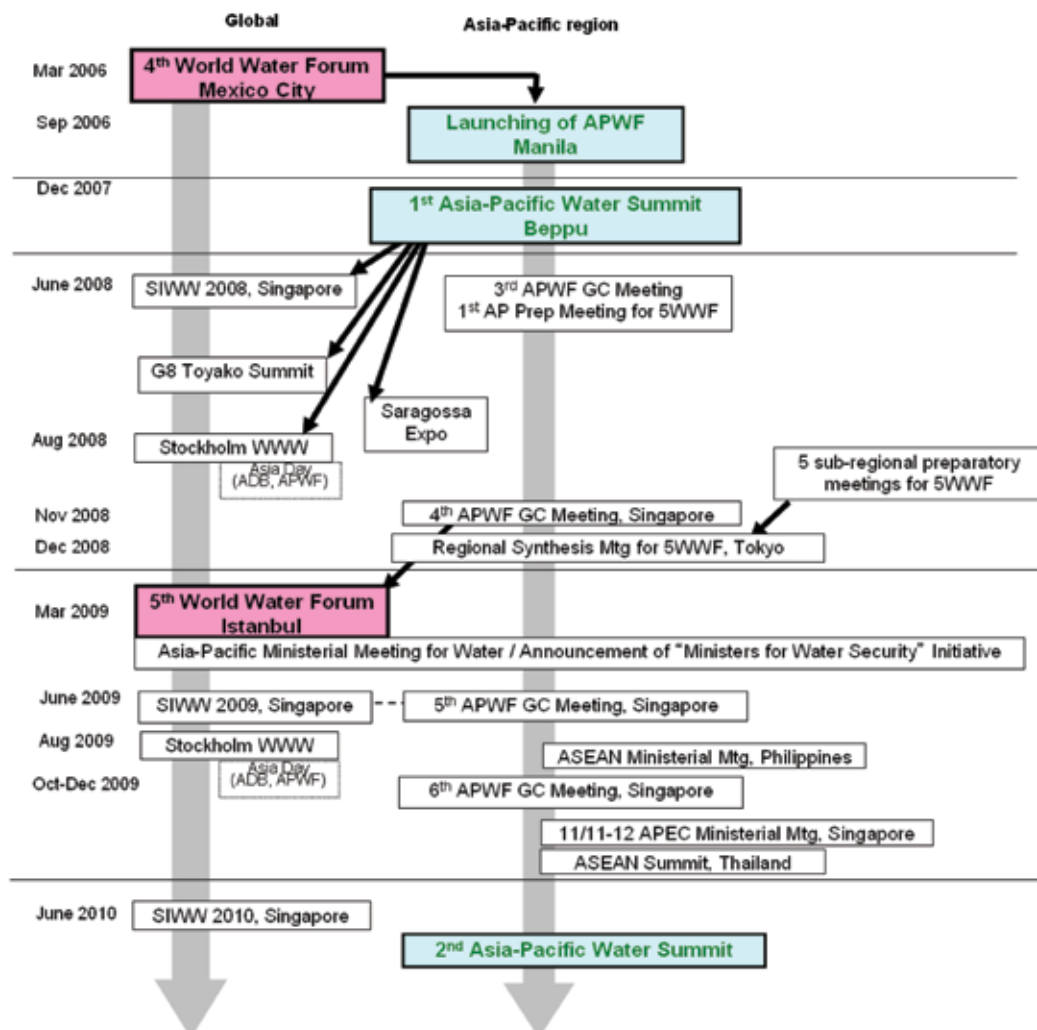 Global
Asia-Pacific region
Mar 2006
4th World Water Forum
Mexico City
Sep 2006
Launching of APWF
Manila
Dec 2007
1st Asia-Pacific Water Summit
Beppu
June 2008
SIWW 2008, Singapore
3rd APWF GC Meeting
1st AP Prep Meeting for 5WWF
G8 Toyako Summit
Saragossa
Expo
Aug 2008
Stockholm WWW
Asia Day
(ADB, APWF)
5 sub-regional preparatory
meetings for 5WWF
Nov 2008
4th APWF GC Meeting, Singapore
Dec 2008
Regional Synthesis Mtg for 5WWF, Tokyo
Mar 2009
5th World Water Forum
Istanbul
Asia-Pacific Ministerial Meeting for Water / Announcement of "Ministers for Water Security" Initiative
June 2009
SIWW 2009, Singapore
5th APWF GC Meeting, Singapore
Aug 2009
Stockholm WWW
Asia Day
(ADB, APWF)
ASEAN Ministerial Mtg, Philippines
Oct-Dec 2009
6th APWF GC Meeting, Singapore
11/11-12 APEC Ministerial Mtg, Singapore
ASEAN Summit, Thailand
June 2010
SIWW 2010, Singapore
2nd Asia-Pacific Water Summit